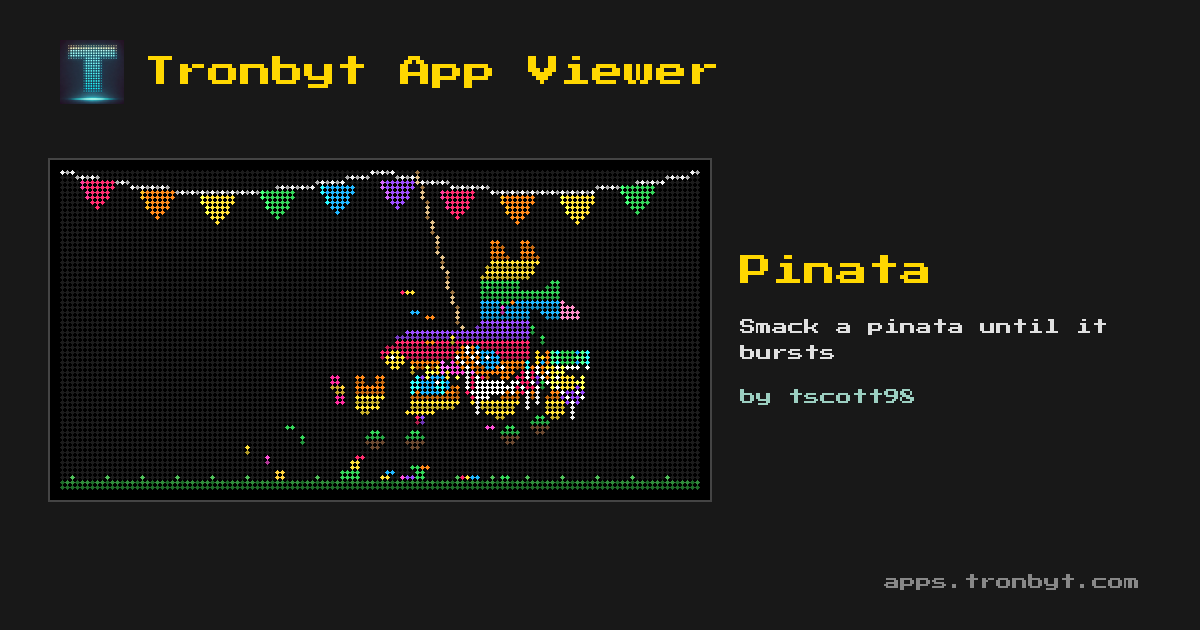 T
Tronbyt App Viewer
Pinata
Smack a pinata until it
bursts
by tscott98
apps.tronbyt.com